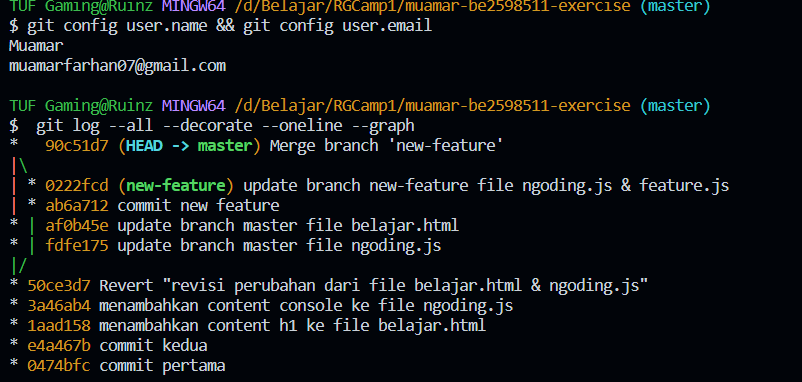 TUF Gaming@Ruinz MINGW64 /d/Belajar/RGCamp1/muamar-be2598511-exercise (master)
$ git config user.name && git config user.email
Muamar
muamarfarhan07@gmail.com

TUF Gaming@Ruinz MINGW64 /d/Belajar/RGCamp1/muamar-be2598511-exercise (master)
$  git log --all --decorate --oneline --graph
*   90c51d7 (HEAD -> master) Merge branch 'new-feature'
|\
| * 0222fcd (new-feature) update branch new-feature file ngoding.js & feature.js
| * ab6a712 commit new feature
* | af0b45e update branch master file belajar.html
* | fdfe175 update branch master file ngoding.js
|/
* 50ce3d7 Revert "revisi perubahan dari file belajar.html & ngoding.js"
* 3a46ab4 menambahkan content console ke file ngoding.js
* 1aad158 menambahkan content h1 ke file belajar.html
* e4a467b commit kedua
* 0474bfc commit pertama